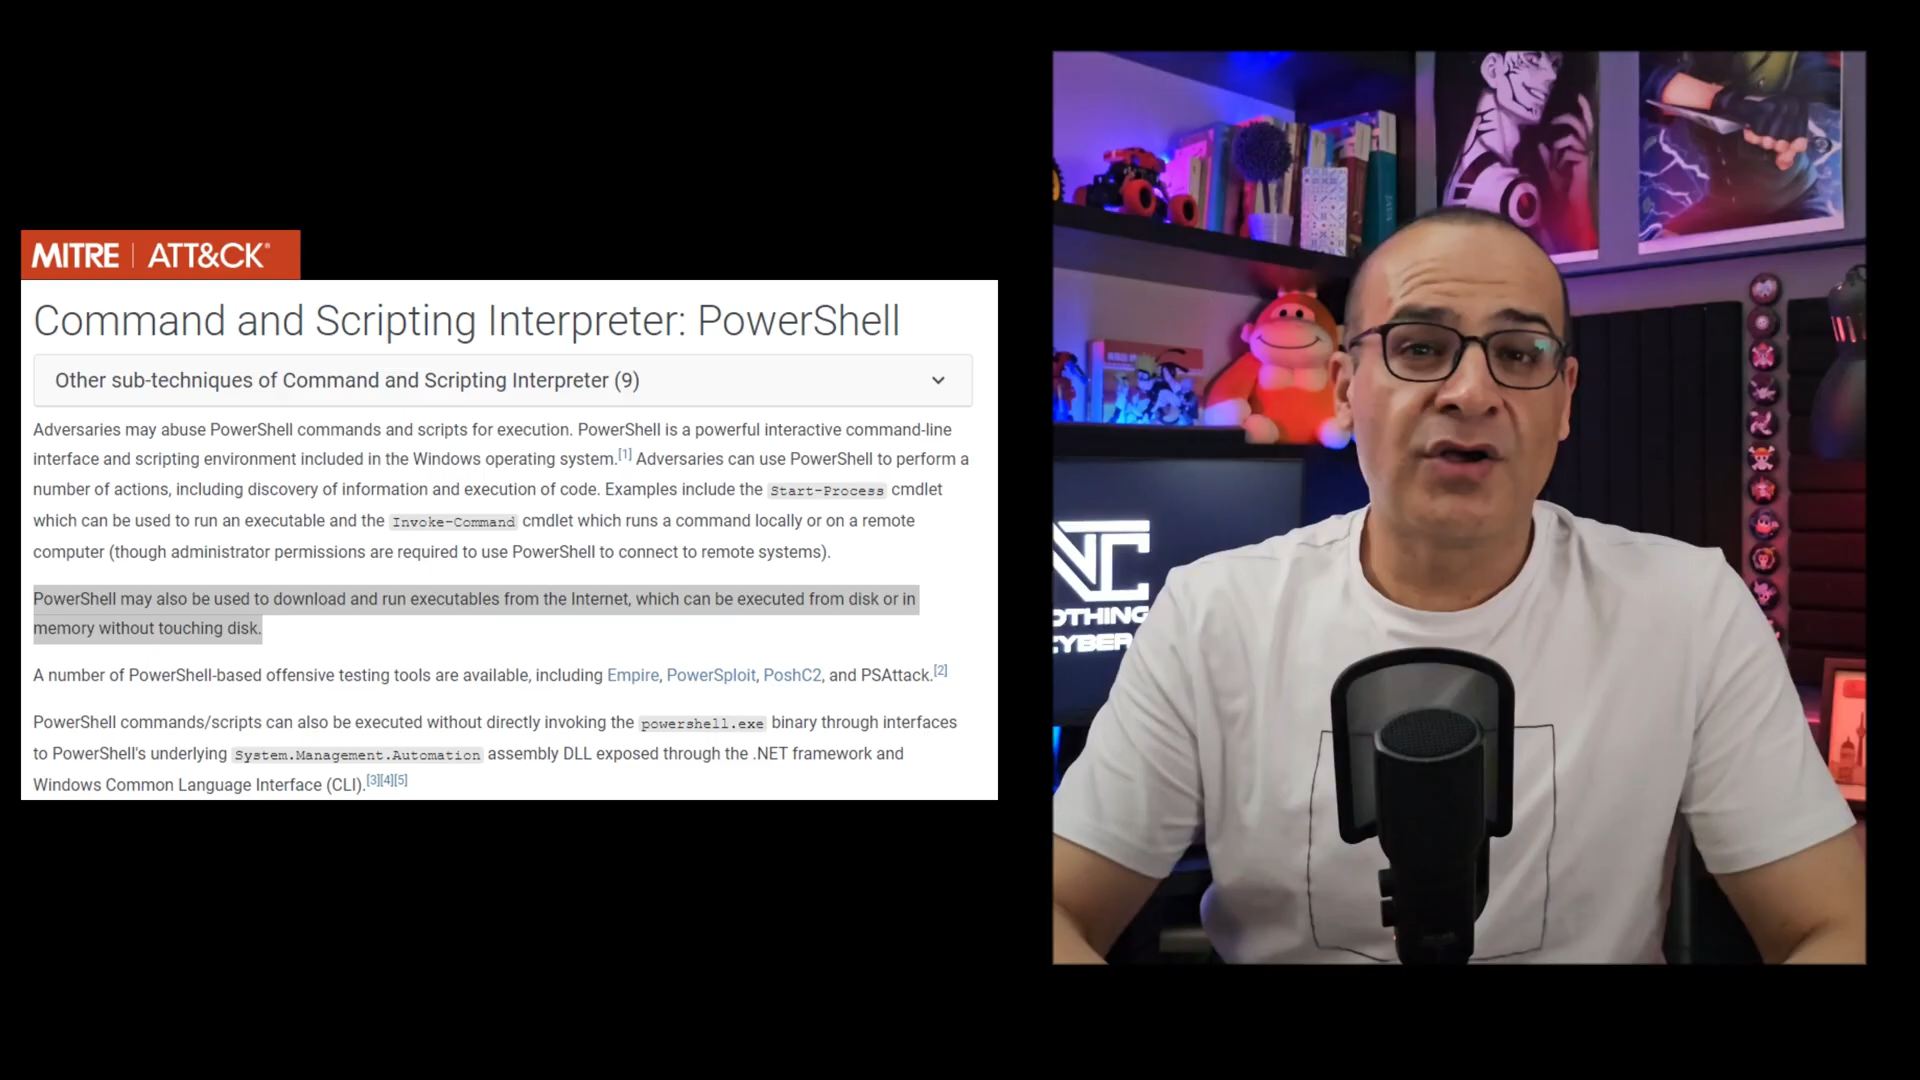 MITRE | ATT&CK®
Command and Scripting Interpreter: PowerShell
Other sub-techniques of Command and Scripting Interpreter (9)
Adversaries may abuse PowerShell commands and scripts for execution. PowerShell is a powerful interactive command-line
interface and scripting environment included in the Windows operating system.[1] Adversaries can use PowerShell to perform a
number of actions, including discovery of information and execution of code. Examples include the Start-Process cmdlet
which can be used to run an executable and the Invoke-Command cmdlet which runs a command locally or on a remote
computer (though administrator permissions are required to use PowerShell to connect to remote systems).
PowerShell may also be used to download and run executables from the Internet, which can be executed from disk or in
memory without touching disk.
A number of PowerShell-based offensive testing tools are available, including Empire, PowerSploit, PoshC2, and PSAttack.[2]
PowerShell commands/scripts can also be executed without directly invoking the powershell.exe binary through interfaces
to PowerShell's underlying System.Management.Automation assembly DLL exposed through the .NET framework and
Windows Common Language Interface (CLI).[3][4][5]
NC
OTHING
CYBER